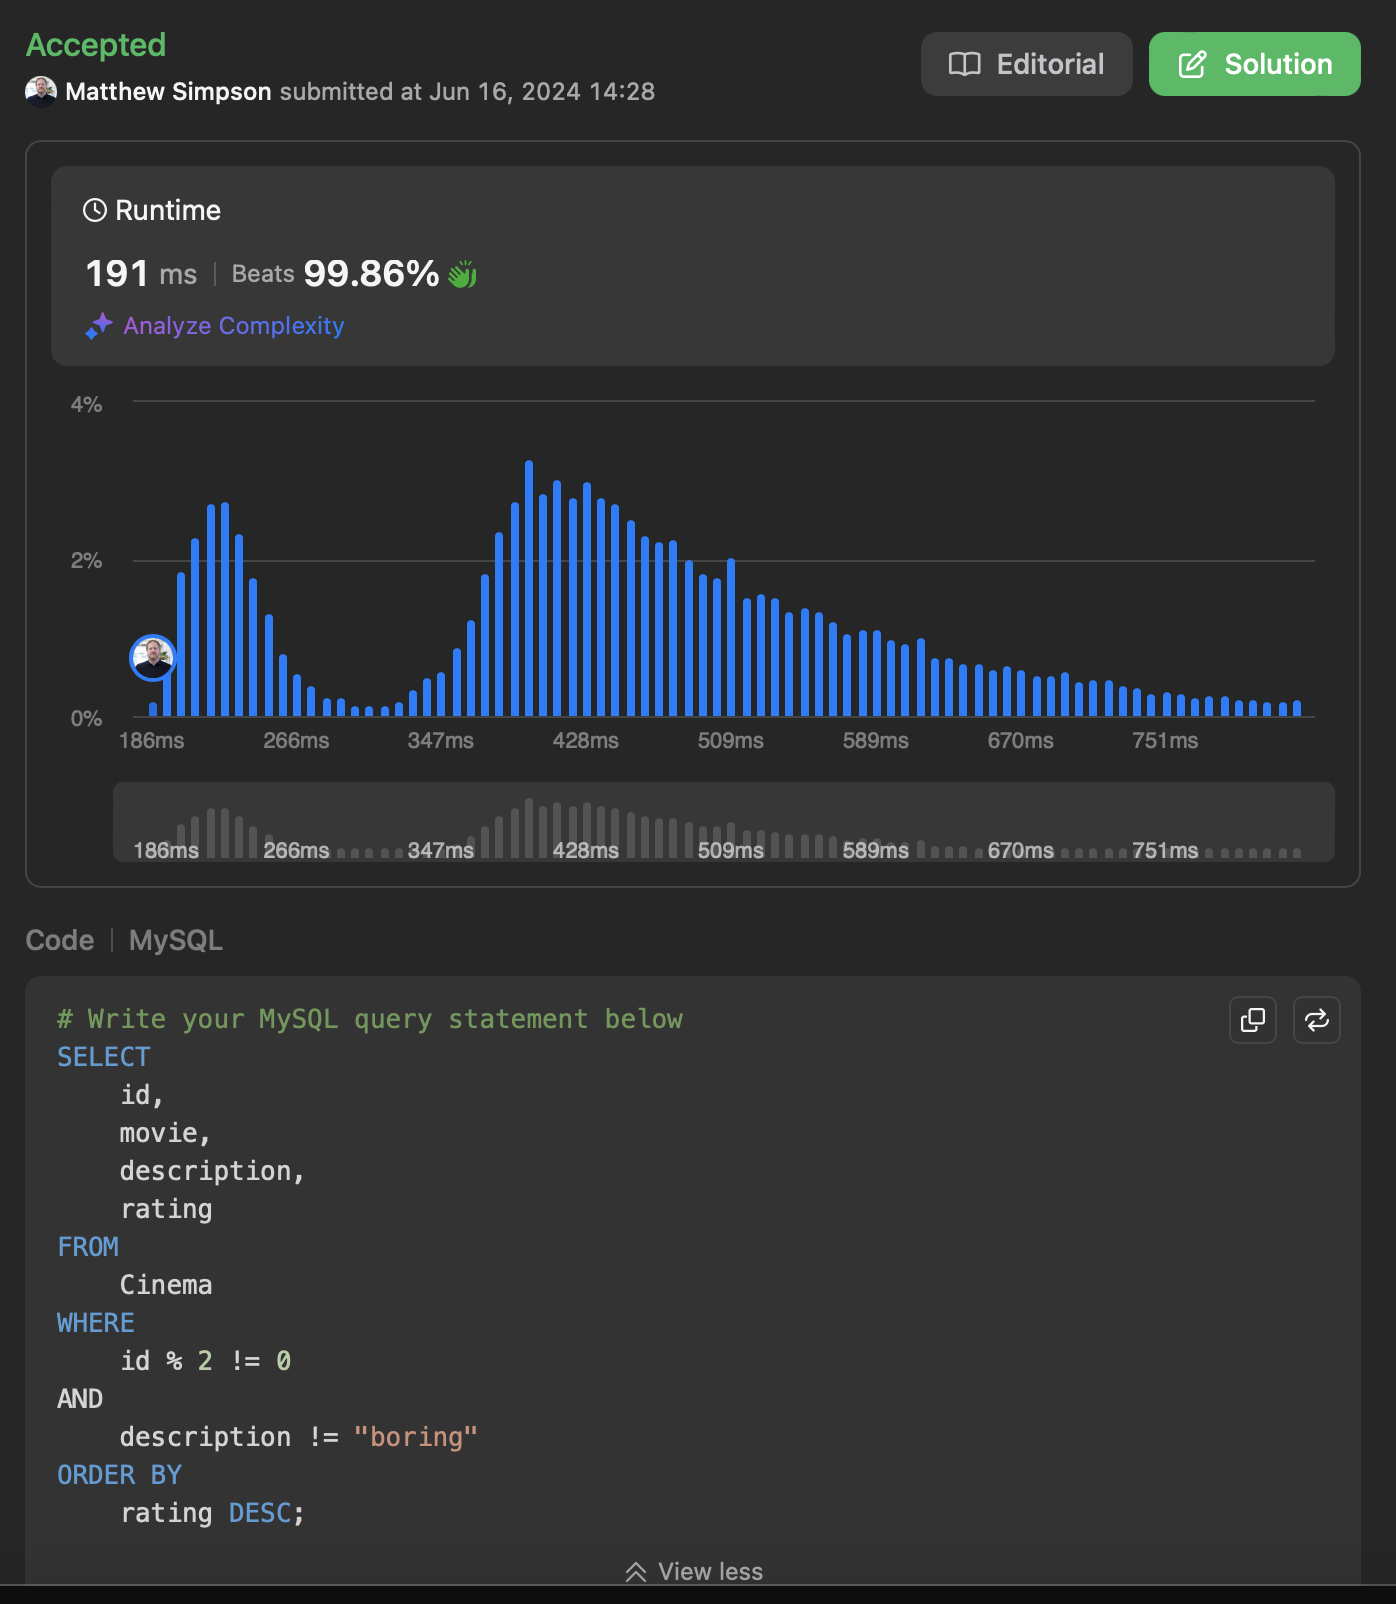 Accepted
Matthew Simpson submitted at Jun 16, 2024 14:28
Editorial
Solution
Runtime
191 ms | Beats 99.86%
Analyze Complexity
4%
2%
0%
186ms 266ms 347ms 428ms 509ms 589ms 670ms 751ms
186ms 266ms 347ms 428ms 509ms 589ms 670ms 751ms
Code | MySQL
# Write your MySQL query statement below
SELECT
    id,
    movie,
    description,
    rating
FROM
    Cinema
WHERE
    id % 2 != 0
AND
    description != "boring"
ORDER BY
    rating DESC;
View less